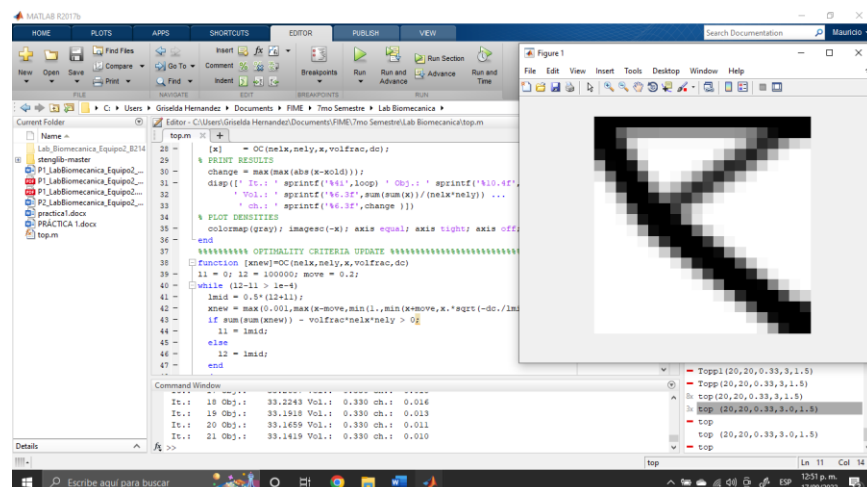 MATLAB R2017b
HOME PLOTS APPS SHORTCUTS EDITOR PUBLISH VIEW
Search Documentation
Mauricio
New Open Save
Find Files
Compare
Print
Go To
Find
Insert
Comment
Indent
Breakpoints
Run
Run and Advance
Run Section
Advance
Run and Time
FILE NAVIGATE EDIT BREAKPOINTS RUN
C: Users Griselda Hernandez Documents FIME 7mo Semestre Lab Biomecanica
Current Folder
Name
Lab_Biomecanica_Equipo2_B214
stenglib-master
P1_LabBiomecanica_Equipo2_...
P1_LabBiomecanica_Equipo2_...
P1_LabBiomecanica_Equipo2....
P2_LabBiomecanica_Equipo2_...
practica1.docx
PRÁCTICA 1.docx
top.m
Details
Editor - C:\Users\Griselda Hernandez\Documents\FIME\7mo Semestre\Lab Biomecanica\top.m
top.m
28 - [x] = OC(nelx,nely,x,volfrac,dc);
29 % PRINT RESULTS
30 - change = max(max(abs(x-xold)));
31 - disp([' It.: ' sprintf('%4i',loop) ' Obj.: ' sprintf('%10.4f',
32 ' Vol.: ' sprintf('%6.3f',sum(sum(x))/(nelx*nely)) ...
33 ' ch.: ' sprintf('%6.3f',change )])
34 % PLOT DENSITIES
35 - colormap(gray); imagesc(-x); axis equal; axis tight; axis off;
36 - end
37 %%%%%%%%%% OPTIMALITY CRITERIA UPDATE %%%%%%%%%%%%%%%%%%%%%%%%
38 function [xnew]=OC(nelx,nely,x,volfrac,dc)
39 - l1 = 0; l2 = 100000; move = 0.2;
40 - while (l2-l1 > 1e-4)
41 - lmid = 0.5*(l2+l1);
42 - xnew = max(0.001,max(x-move,min(1.,min(x+move,x.*sqrt(-dc./lmi
43 - if sum(sum(xnew)) - volfrac*nelx*nely > 0;
44 - l1 = lmid;
45 - else
46 - l2 = lmid;
47 - end
Command Window
It.: 18 Obj.: 33.2243 Vol.: 0.330 ch.: 0.016
It.: 19 Obj.: 33.1918 Vol.: 0.330 ch.: 0.013
It.: 20 Obj.: 33.1659 Vol.: 0.330 ch.: 0.011
It.: 21 Obj.: 33.1419 Vol.: 0.330 ch.: 0.010
fx >>
Figure 1
File Edit View Insert Tools Desktop Window Help
Topp1(20,20,0.33,3,1.5)
Topp(20,20,0.33,3,1.5)
top(20,20,0.33,3,1.5)
top (20,20,0.33,3.0,1.5)
top
top (20,20,0.33,3.0,1.5)
top
top
Ln 11 Col 14
Escribe aquí para buscar
ESP
12:51 p. m.